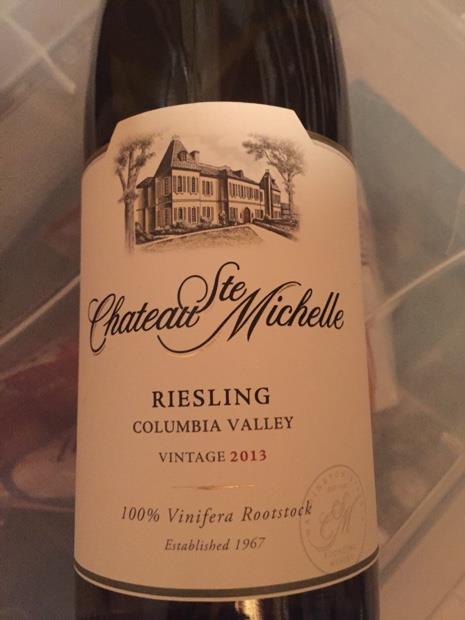 Chateau Ste Michelle
RIESLING
COLUMBIA VALLEY
VINTAGE 2013
100% Vinifera Rootstock
Established 1967